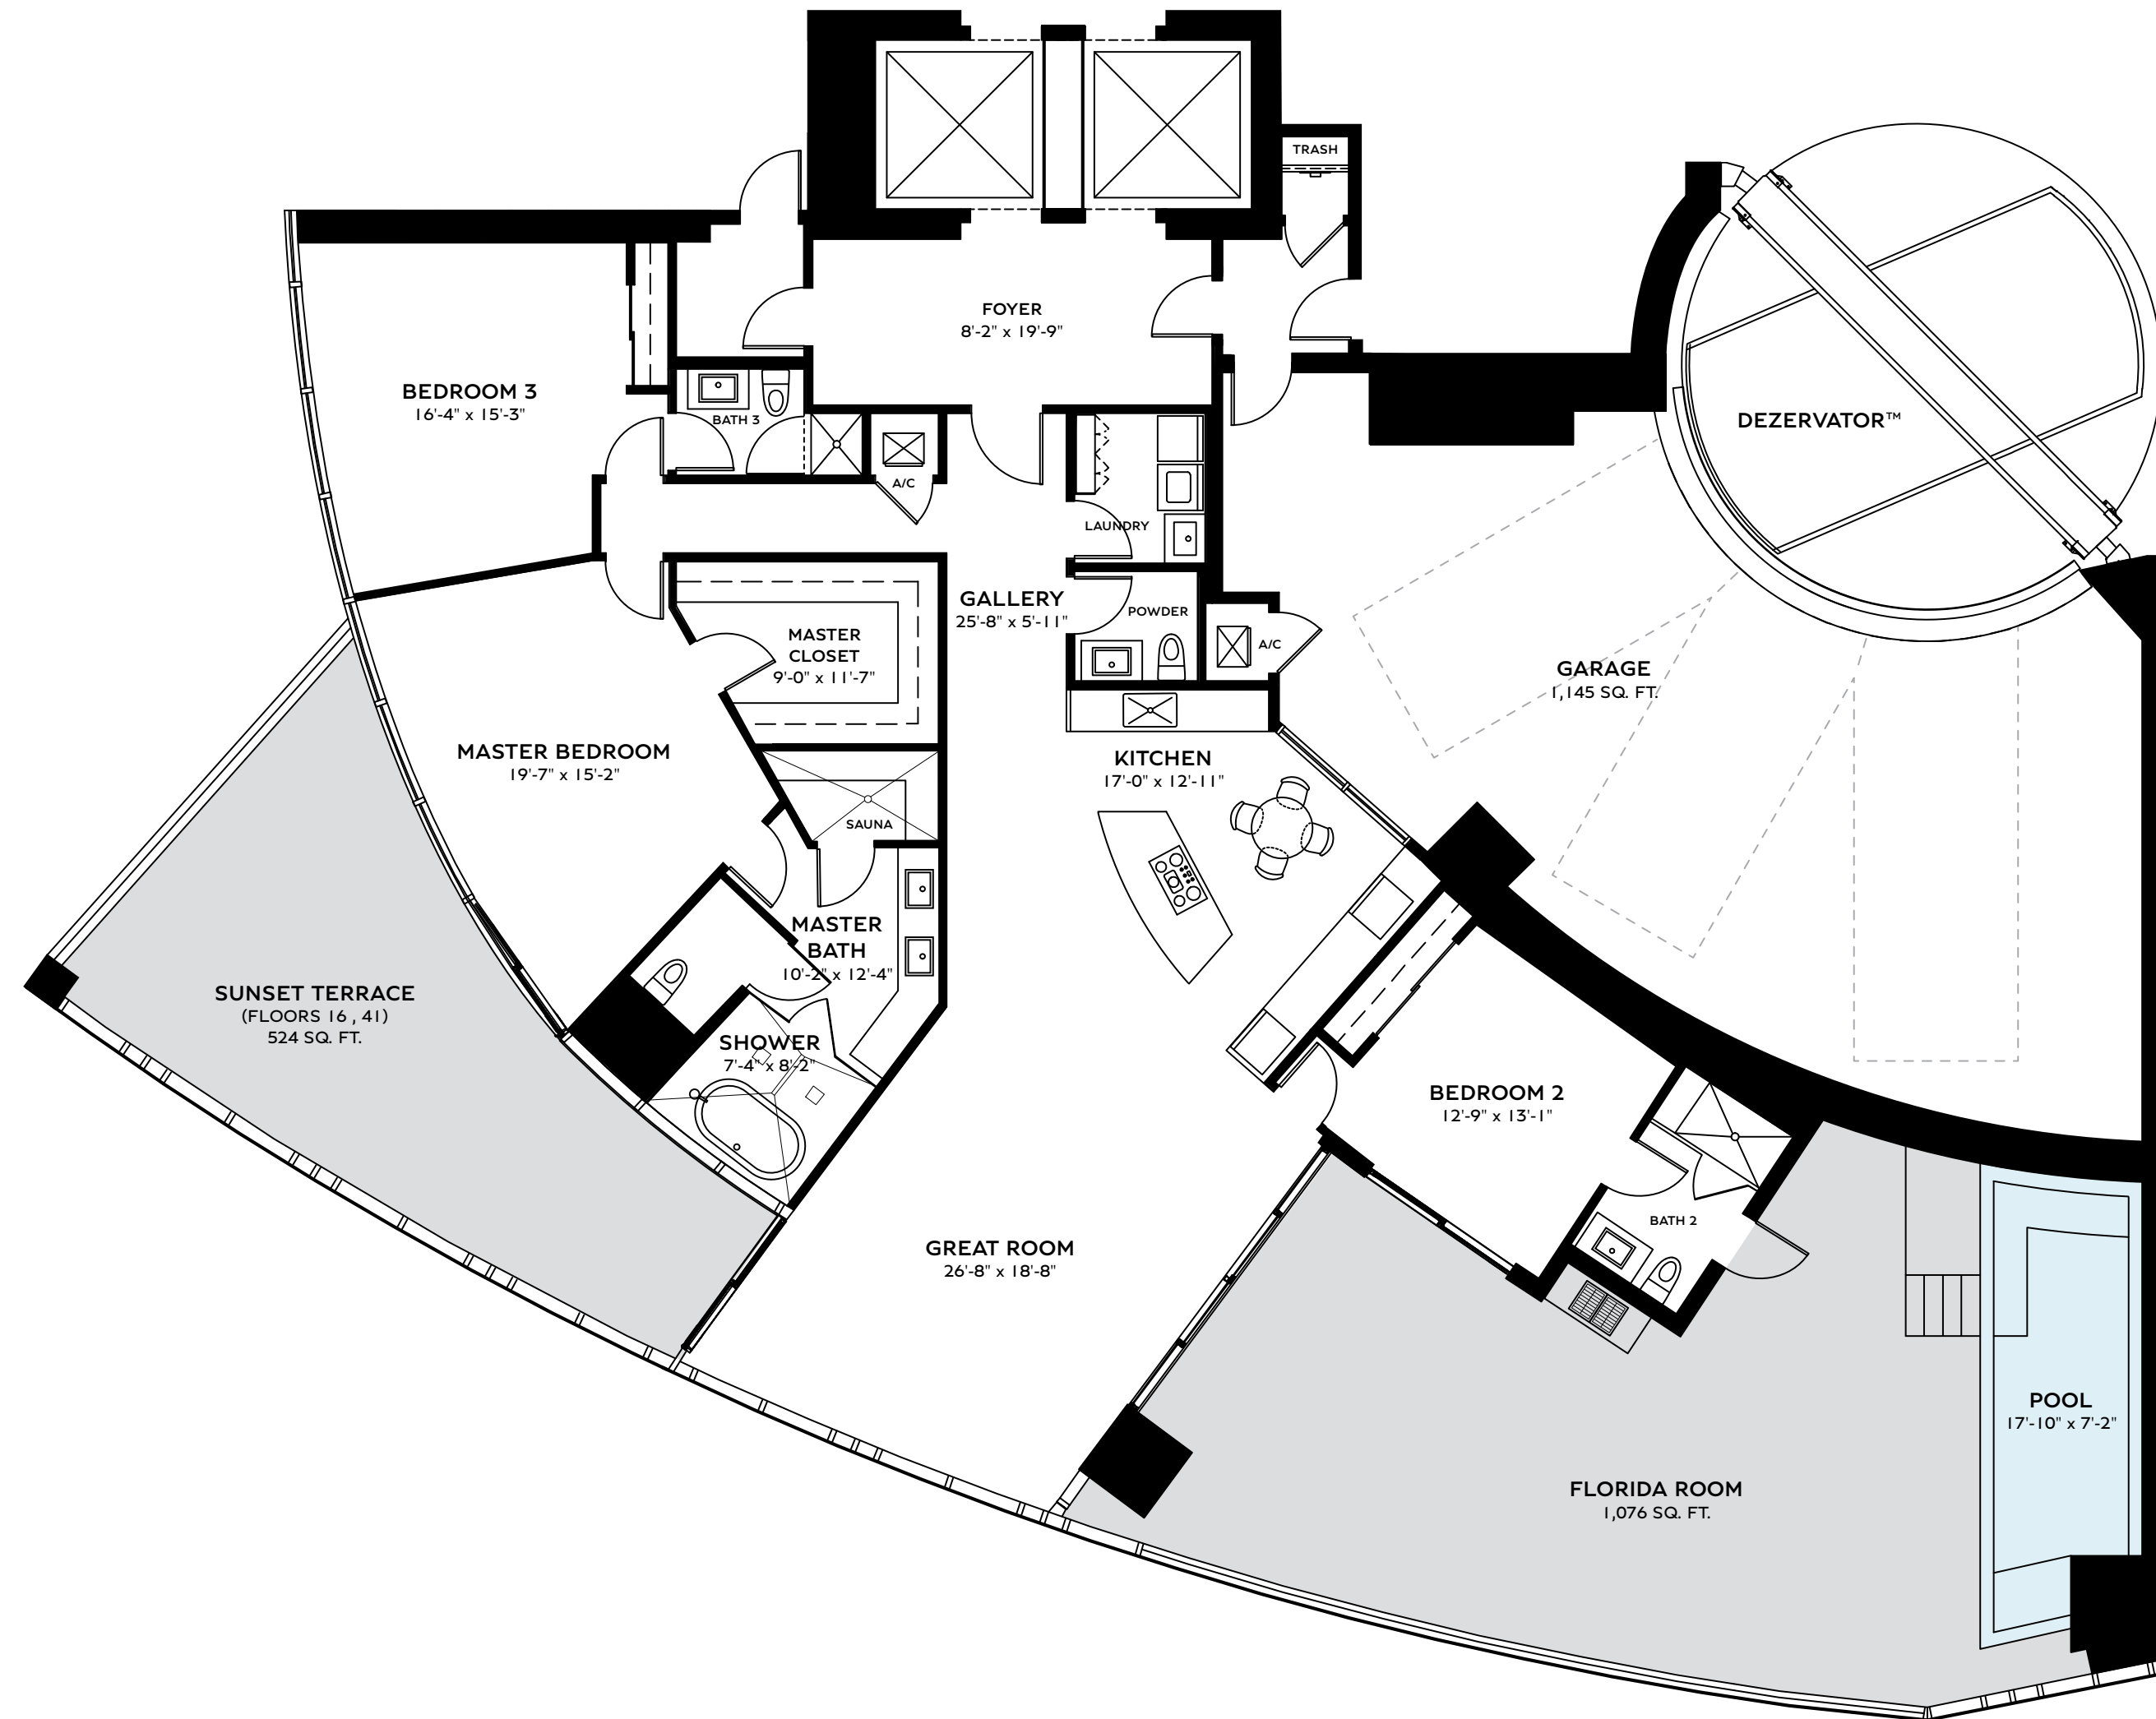 TRASH
FOYER
8'-2" x 19'-9"
BEDROOM 3
16'-4" x 15'-3"
BATH 3
DEZERVATOR™
A/C
LAUNDRY
GALLERY
25'-8" x 5'-11"
POWDER
MASTER
CLOSET
9'-0" x 11'-7"
A/C
GARAGE
1,145 SQ. FT.
MASTER BEDROOM
19'-7" x 15'-2"
KITCHEN
17'-0" x 12'-11"
SAUNA
MASTER
BATH
10'-2" x 12'-4"
SUNSET TERRACE
(FLOORS 16 , 41)
524 SQ. FT.
SHOWER
7'-4" x 8'-2"
BEDROOM 2
12'-9" x 13'-1"
BATH 2
GREAT ROOM
26'-8" x 18'-8"
POOL
17'-10" x 7'-2"
FLORIDA ROOM
1,076 SQ. FT.